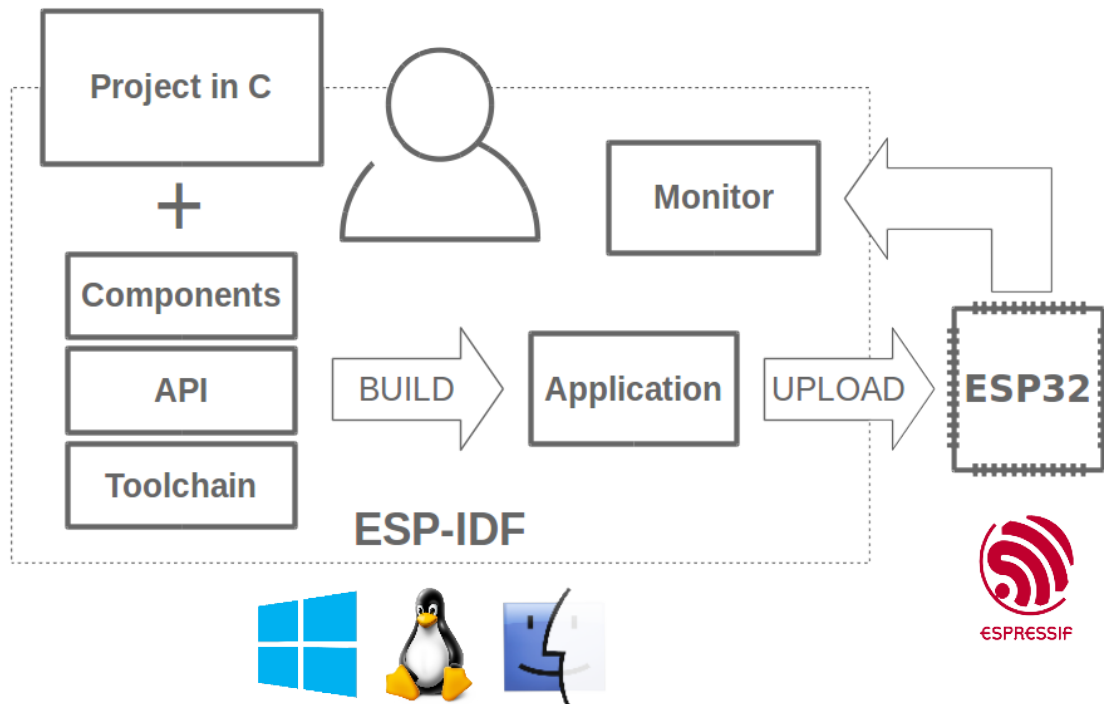 Project in C
+
Components
API
Toolchain
BUILD
Application
UPLOAD
Monitor
ESP32
ESP-IDF
ESPRESSIF